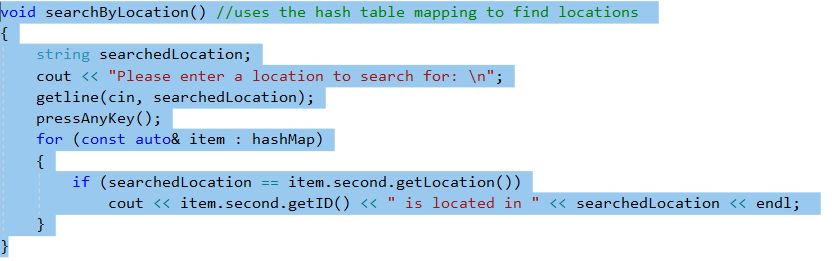 void searchByLocation() //uses the hash table mapping to find locations
{
    string searchedLocation;
    cout << "Please enter a location to search for: \n";
    getline(cin, searchedLocation);
    pressAnyKey();
    for (const auto& item : hashMap)
    {
        if (searchedLocation == item.second.getLocation())
            cout << item.second.getID() << " is located in " << searchedLocation << endl;
    }
}